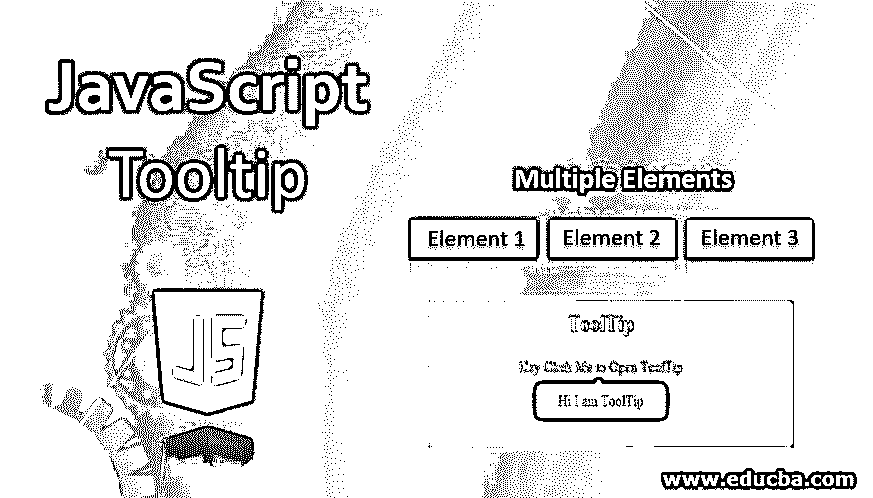 JavaScript
Tooltip
JS
Multiple Elements
Element 1
Element 2
Element 3
ToolTip
Hey Click Me to Open ToolTip
Hi I am ToolTip
www.educba.com